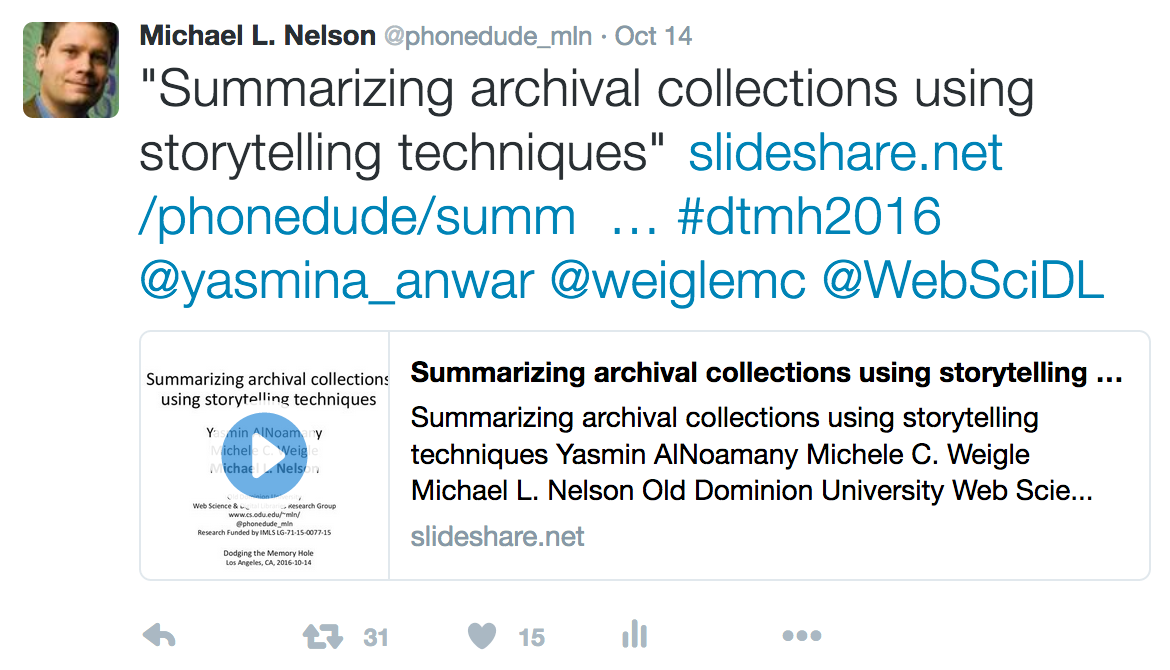 Michael L. Nelson @phonedude_mln · Oct 14
"Summarizing archival collections using
storytelling techniques" slideshare.net
/phonedude/summ … #dtmh2016
@yasmina_anwar @weiglemc @WebSciDL
Summarizing archival collections
using storytelling techniques
Yasmin AlNoamany
Michele C. Weigle
Michael L. Nelson
Web Science & Research Group
www.cs.odu.edu/~mln/
@phonedude_mln
Research Funded by IMLS LG-71-15-0077-15
Dodging the Memory Hole
Los Angeles, CA, 2016-10-14
Summarizing archival collections using storytelling ...
Summarizing archival collections using storytelling
techniques Yasmin AlNoamany Michele C. Weigle
Michael L. Nelson Old Dominion University Web Scie...
slideshare.net
31
15